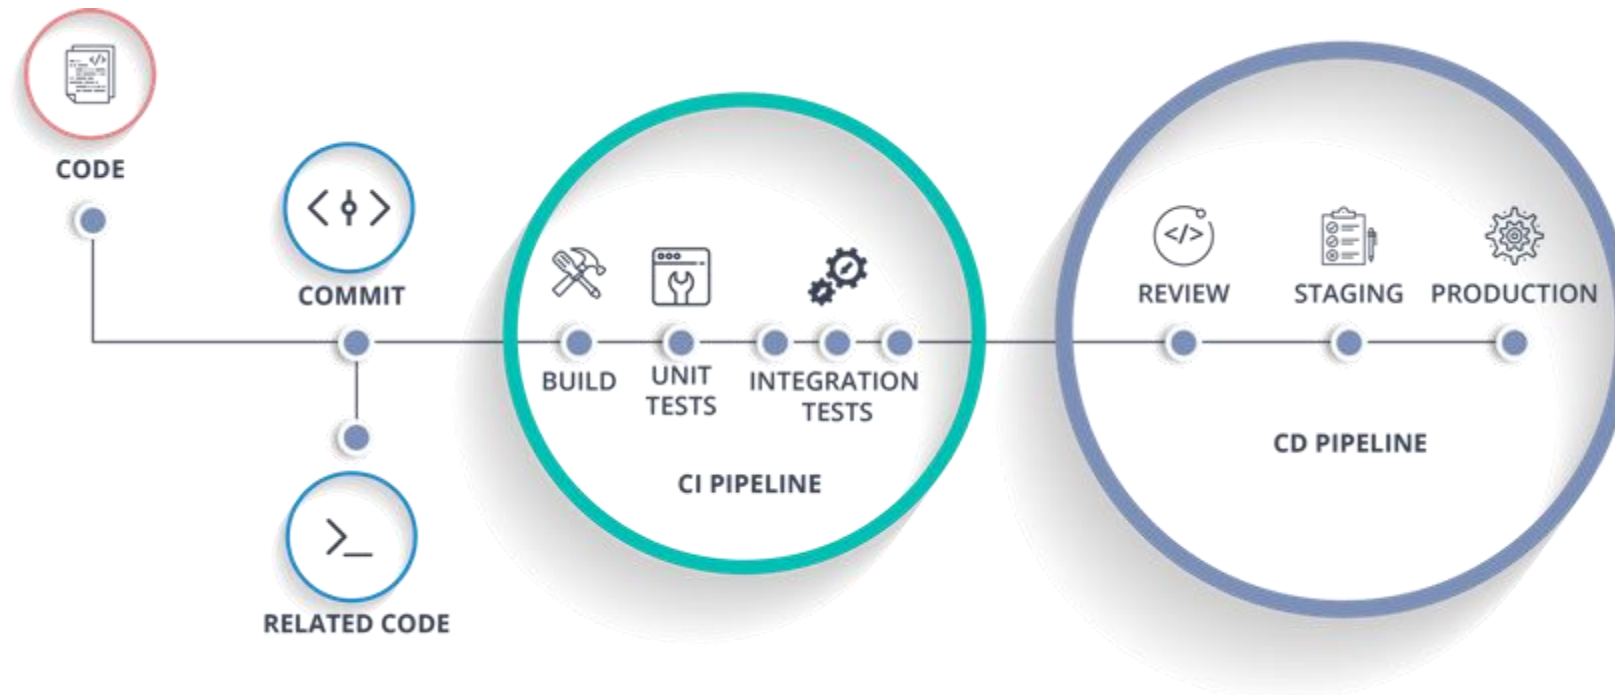 CODE
COMMIT
RELATED CODE
BUILD
UNIT
TESTS
INTEGRATION
TESTS
CI PIPELINE
REVIEW
STAGING
PRODUCTION
CD PIPELINE